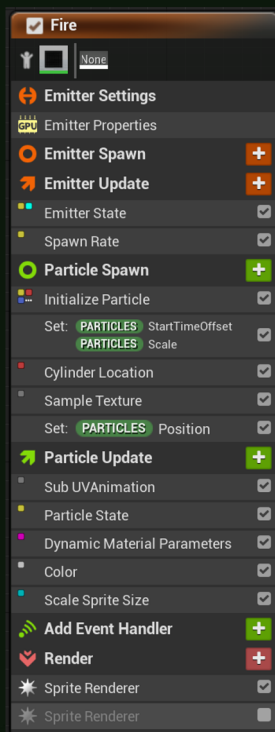 Fire
None
Emitter Settings
GPU Emitter Properties
Emitter Spawn
Emitter Update
Emitter State
Spawn Rate
Particle Spawn
Initialize Particle
Set: PARTICLES StartTimeOffset
PARTICLES Scale
Cylinder Location
Sample Texture
Set: PARTICLES Position
Particle Update
Sub UVAnimation
Particle State
Dynamic Material Parameters
Color
Scale Sprite Size
Add Event Handler
Render
Sprite Renderer
Sprite Renderer